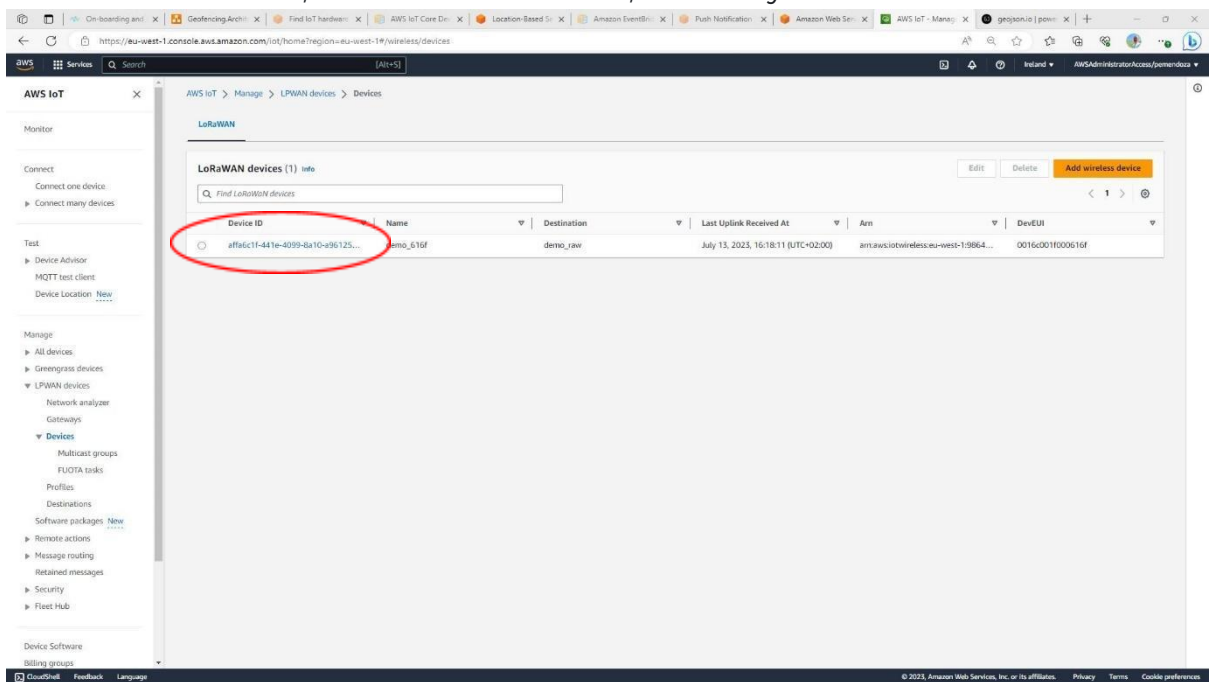 On-boarding and
Geofencing.Archit
Find IoT hardware
AWS IoT Core De
Location-Based Se
Amazon EventBri
Push Notification
Amazon Web Ser
AWS IoT - Manag
geojson.io | power
https://eu-west-1.console.aws.amazon.com/iot/home?region=eu-west-1#/wireless/devices
aws Services Search [Alt+S] Ireland AWSAdministratorAccess/pemendoza
AWS IoT
Monitor
Connect
Connect one device
Connect many devices
Test
Device Advisor
MQTT test client
Device Location New
Manage
All devices
Greengrass devices
LPWAN devices
Network analyzer
Gateways
Devices
Multicast groups
FUOTA tasks
Profiles
Destinations
Software packages New
Remote actions
Message routing
Retained messages
Security
Fleet Hub
Device Software
Billing groups
AWS IoT > Manage > LPWAN devices > Devices
LoRaWAN
LoRaWAN devices (1) Info
Edit Delete Add wireless device
Find LoRaWaN devices
1
Device ID Name Destination Last Uplink Received At Arn DevEUI
affa6c1f-441e-4099-8a10-a96125... demo_616f demo_raw July 13, 2023, 16:18:11 (UTC+02:00) arn:aws:iotwireless:eu-west-1:9864... 0016c001f000616f
CloudShell Feedback Language © 2023, Amazon Web Services, Inc. or its affiliates. Privacy Terms Cookie preferences